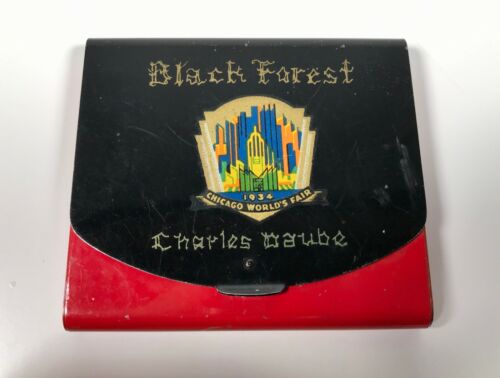 Black Forest
1934
CHICAGO WORLD'S FAIR
Charles Daube